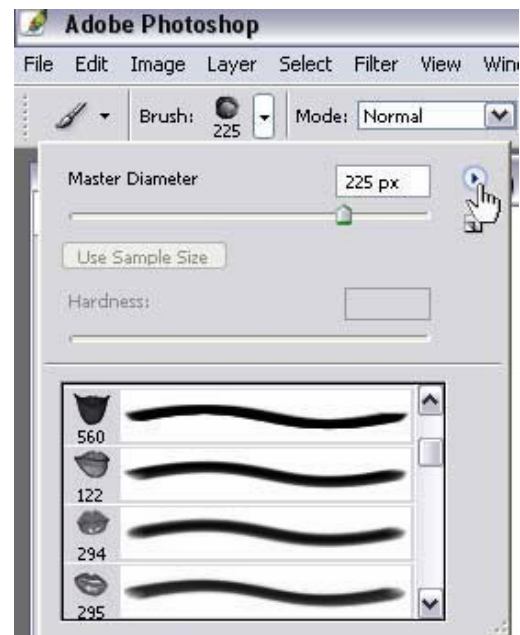 Adobe Photoshop
File Edit Image Layer Select Filter View
Brush: 225 Mode: Normal
Master Diameter 225 px
Use Sample Size
Hardness:
560
122
294
295